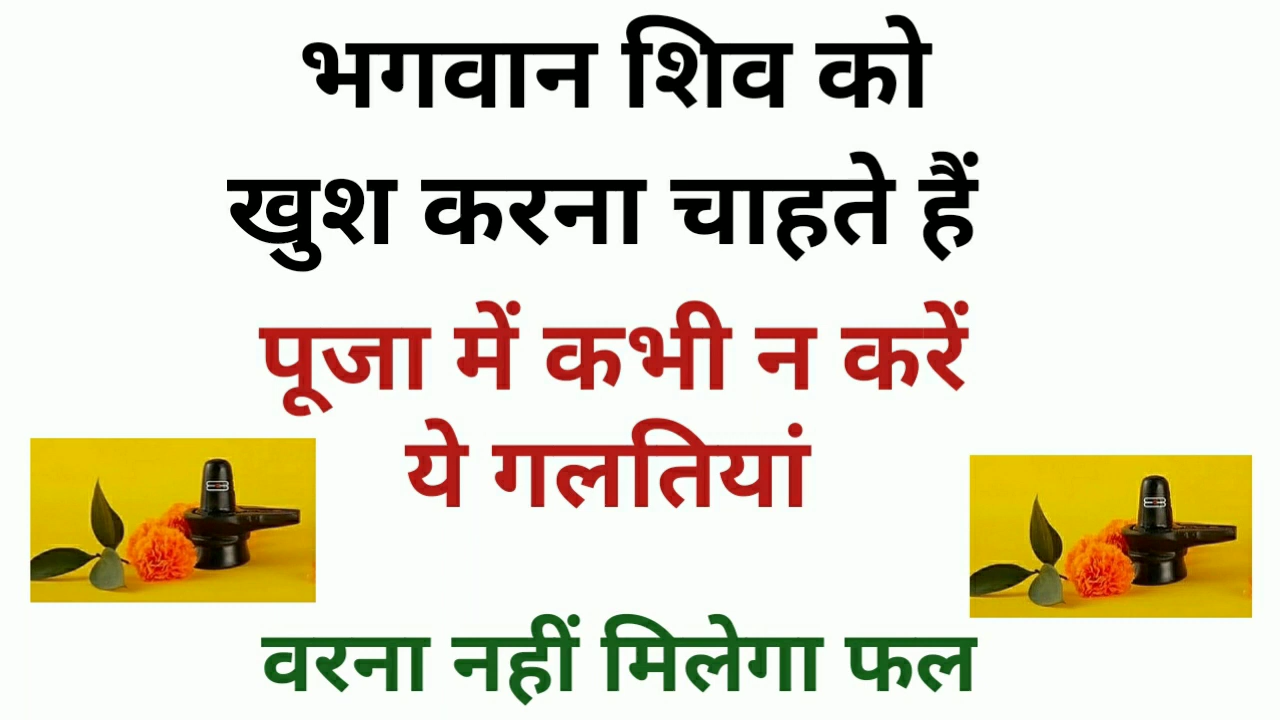 भगवान शिव को
खुश करना चाहते हैं
पूजा में कभी न करें
ये गलतियां
वरना नहीं मिलेगा फल